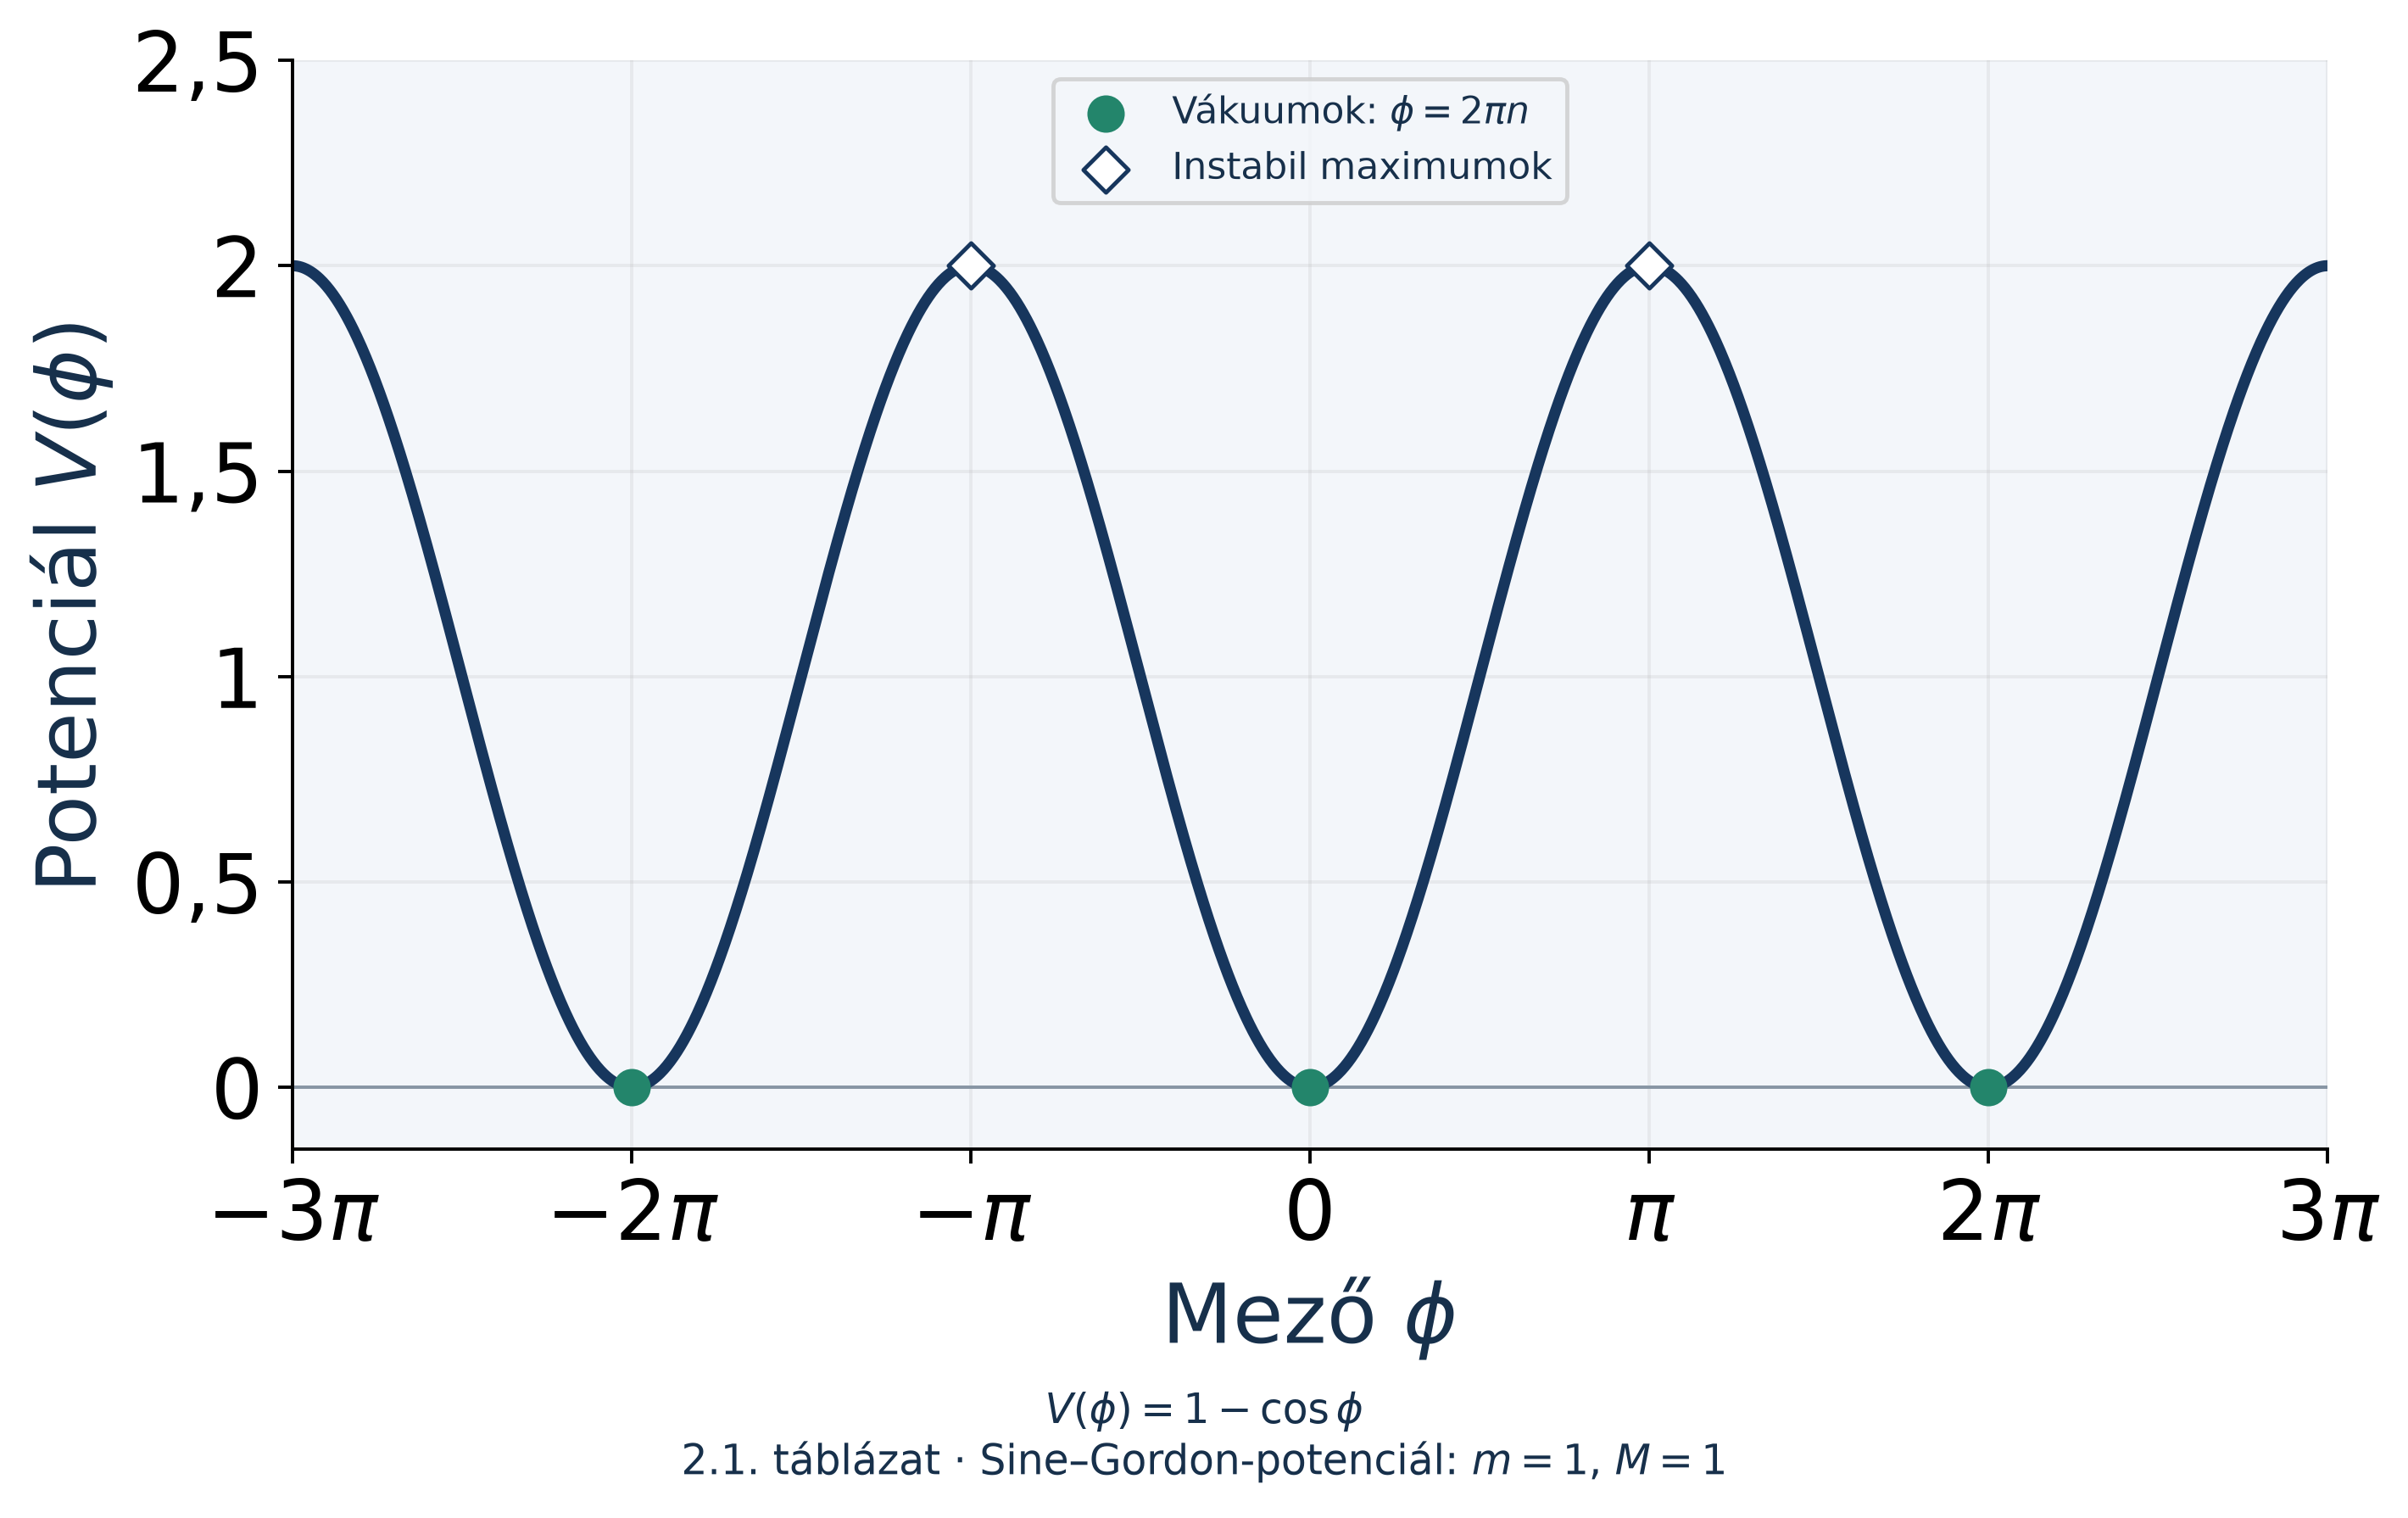 Potenciál V(ϕ)
2,5
2
1,5
1
0,5
0
Vákuumok: ϕ = 2πn
Instabil maximumok
−3π −2π −π 0 π 2π 3π
Mező ϕ
V(ϕ) = 1 − cos ϕ
2.1. táblázat · Sine–Gordon-potenciál: m = 1, M = 1